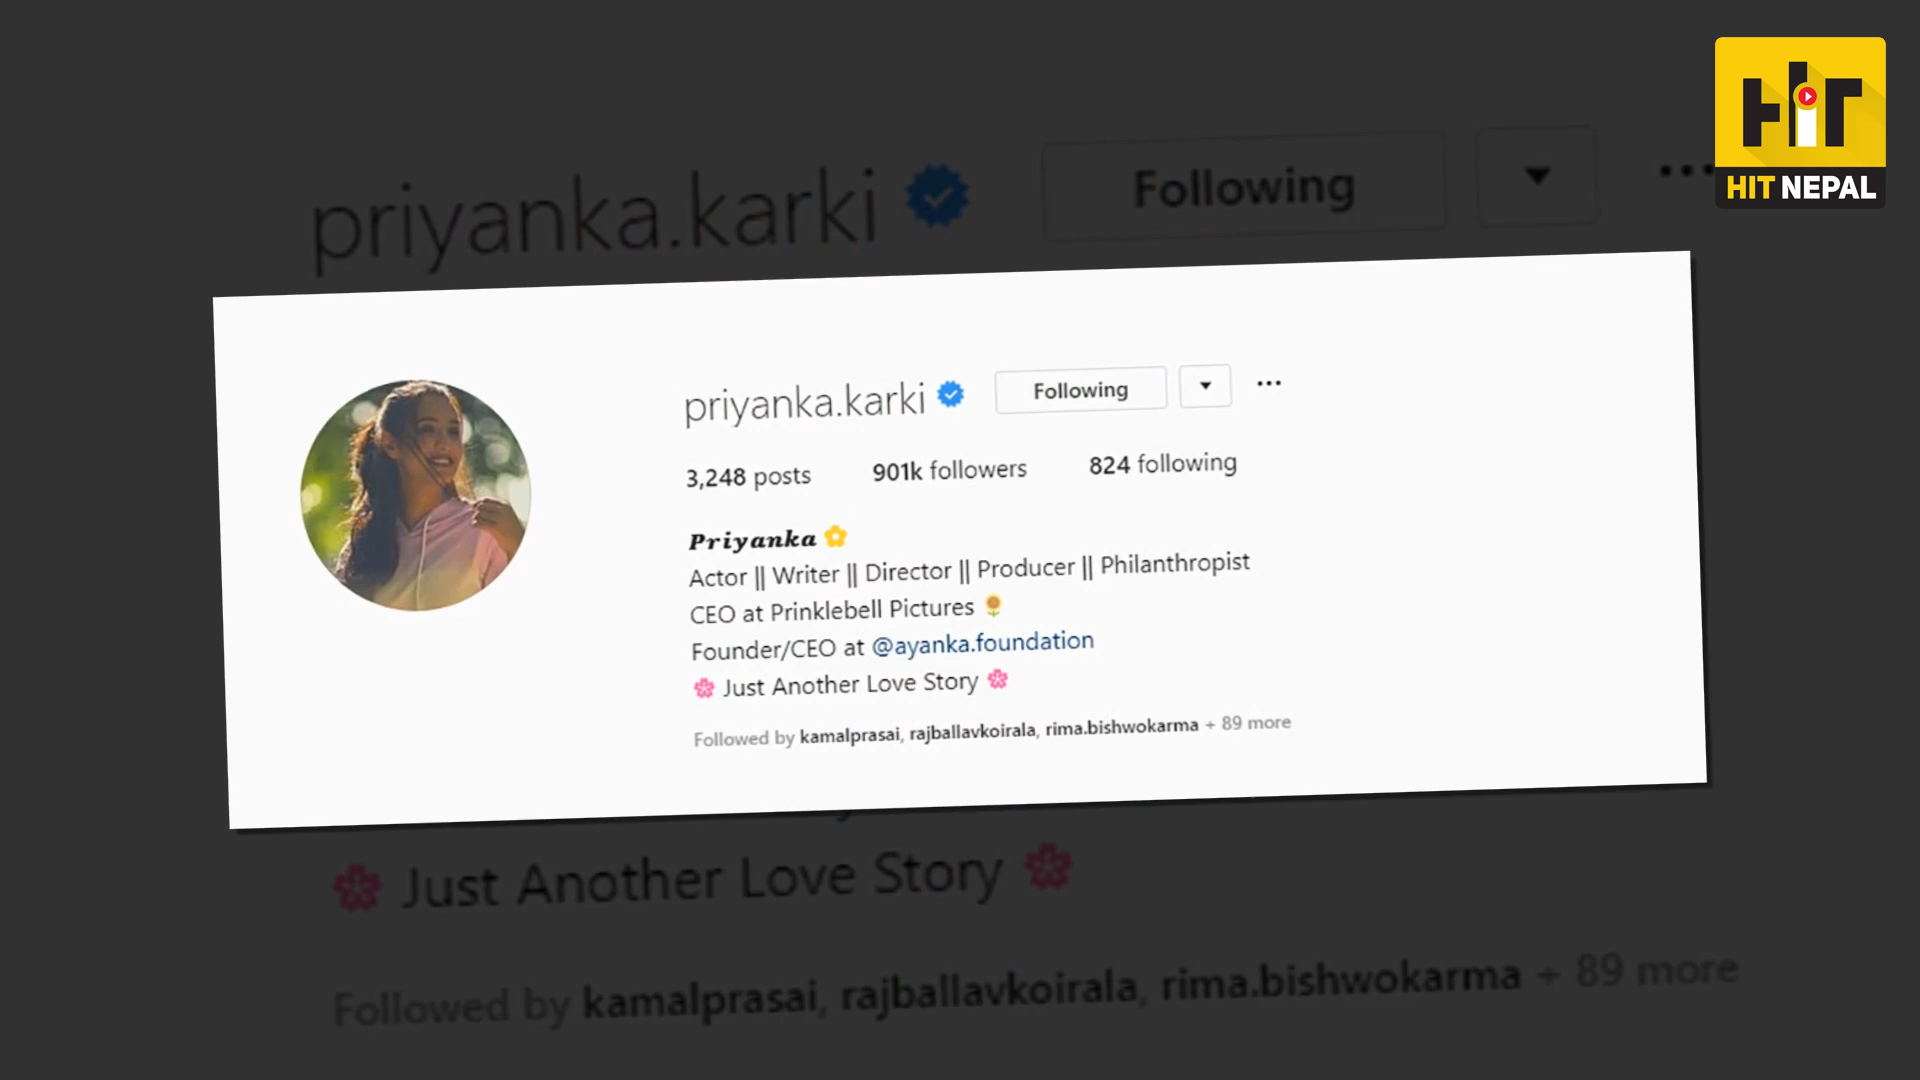 HIT
HIT NEPAL
priyanka.karki Following ...
priyanka.karki Following ...
3,248 posts 901k followers 824 following
Priyanka
Actor || Writer || Director || Producer || Philanthropist
CEO at Prinklebell Pictures 🌻
Founder/CEO at @ayanka.foundation
🌸 Just Another Love Story 🌸
Followed by kamalprasai, rajballavkoirala, rima.bishwokarma + 89 more
🌸 Just Another Love Story 🌸
Followed by kamalprasai, rajballavkoirala, rima.bishwokarma + 89 more